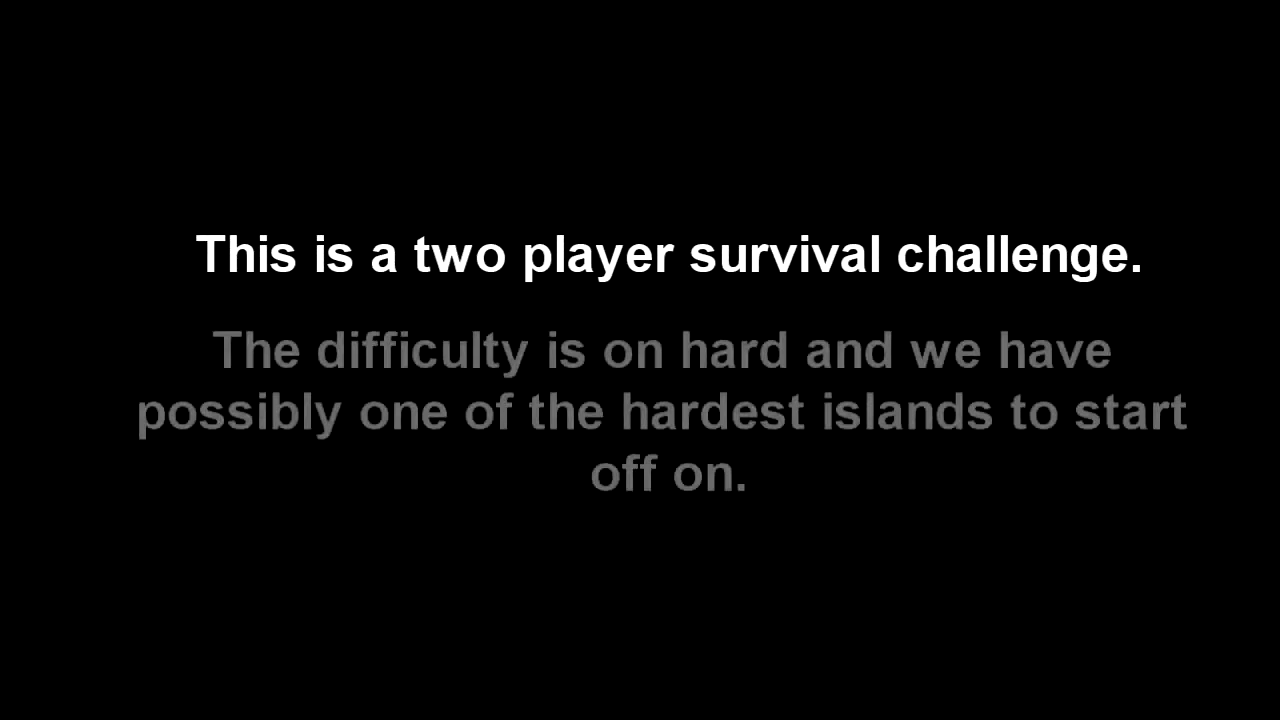 This is a two player survival challenge.
The difficulty is on hard and we have
possibly one of the hardest islands to start
off on.